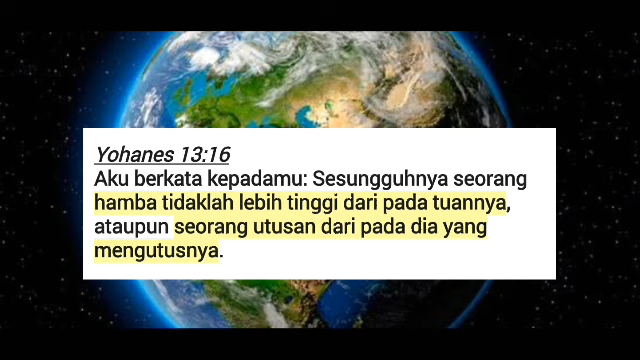 Yohanes 13:16
Aku berkata kepadamu: Sesungguhnya seorang
hamba tidaklah lebih tinggi dari pada tuannya,
ataupun seorang utusan dari pada dia yang
mengutusnya.